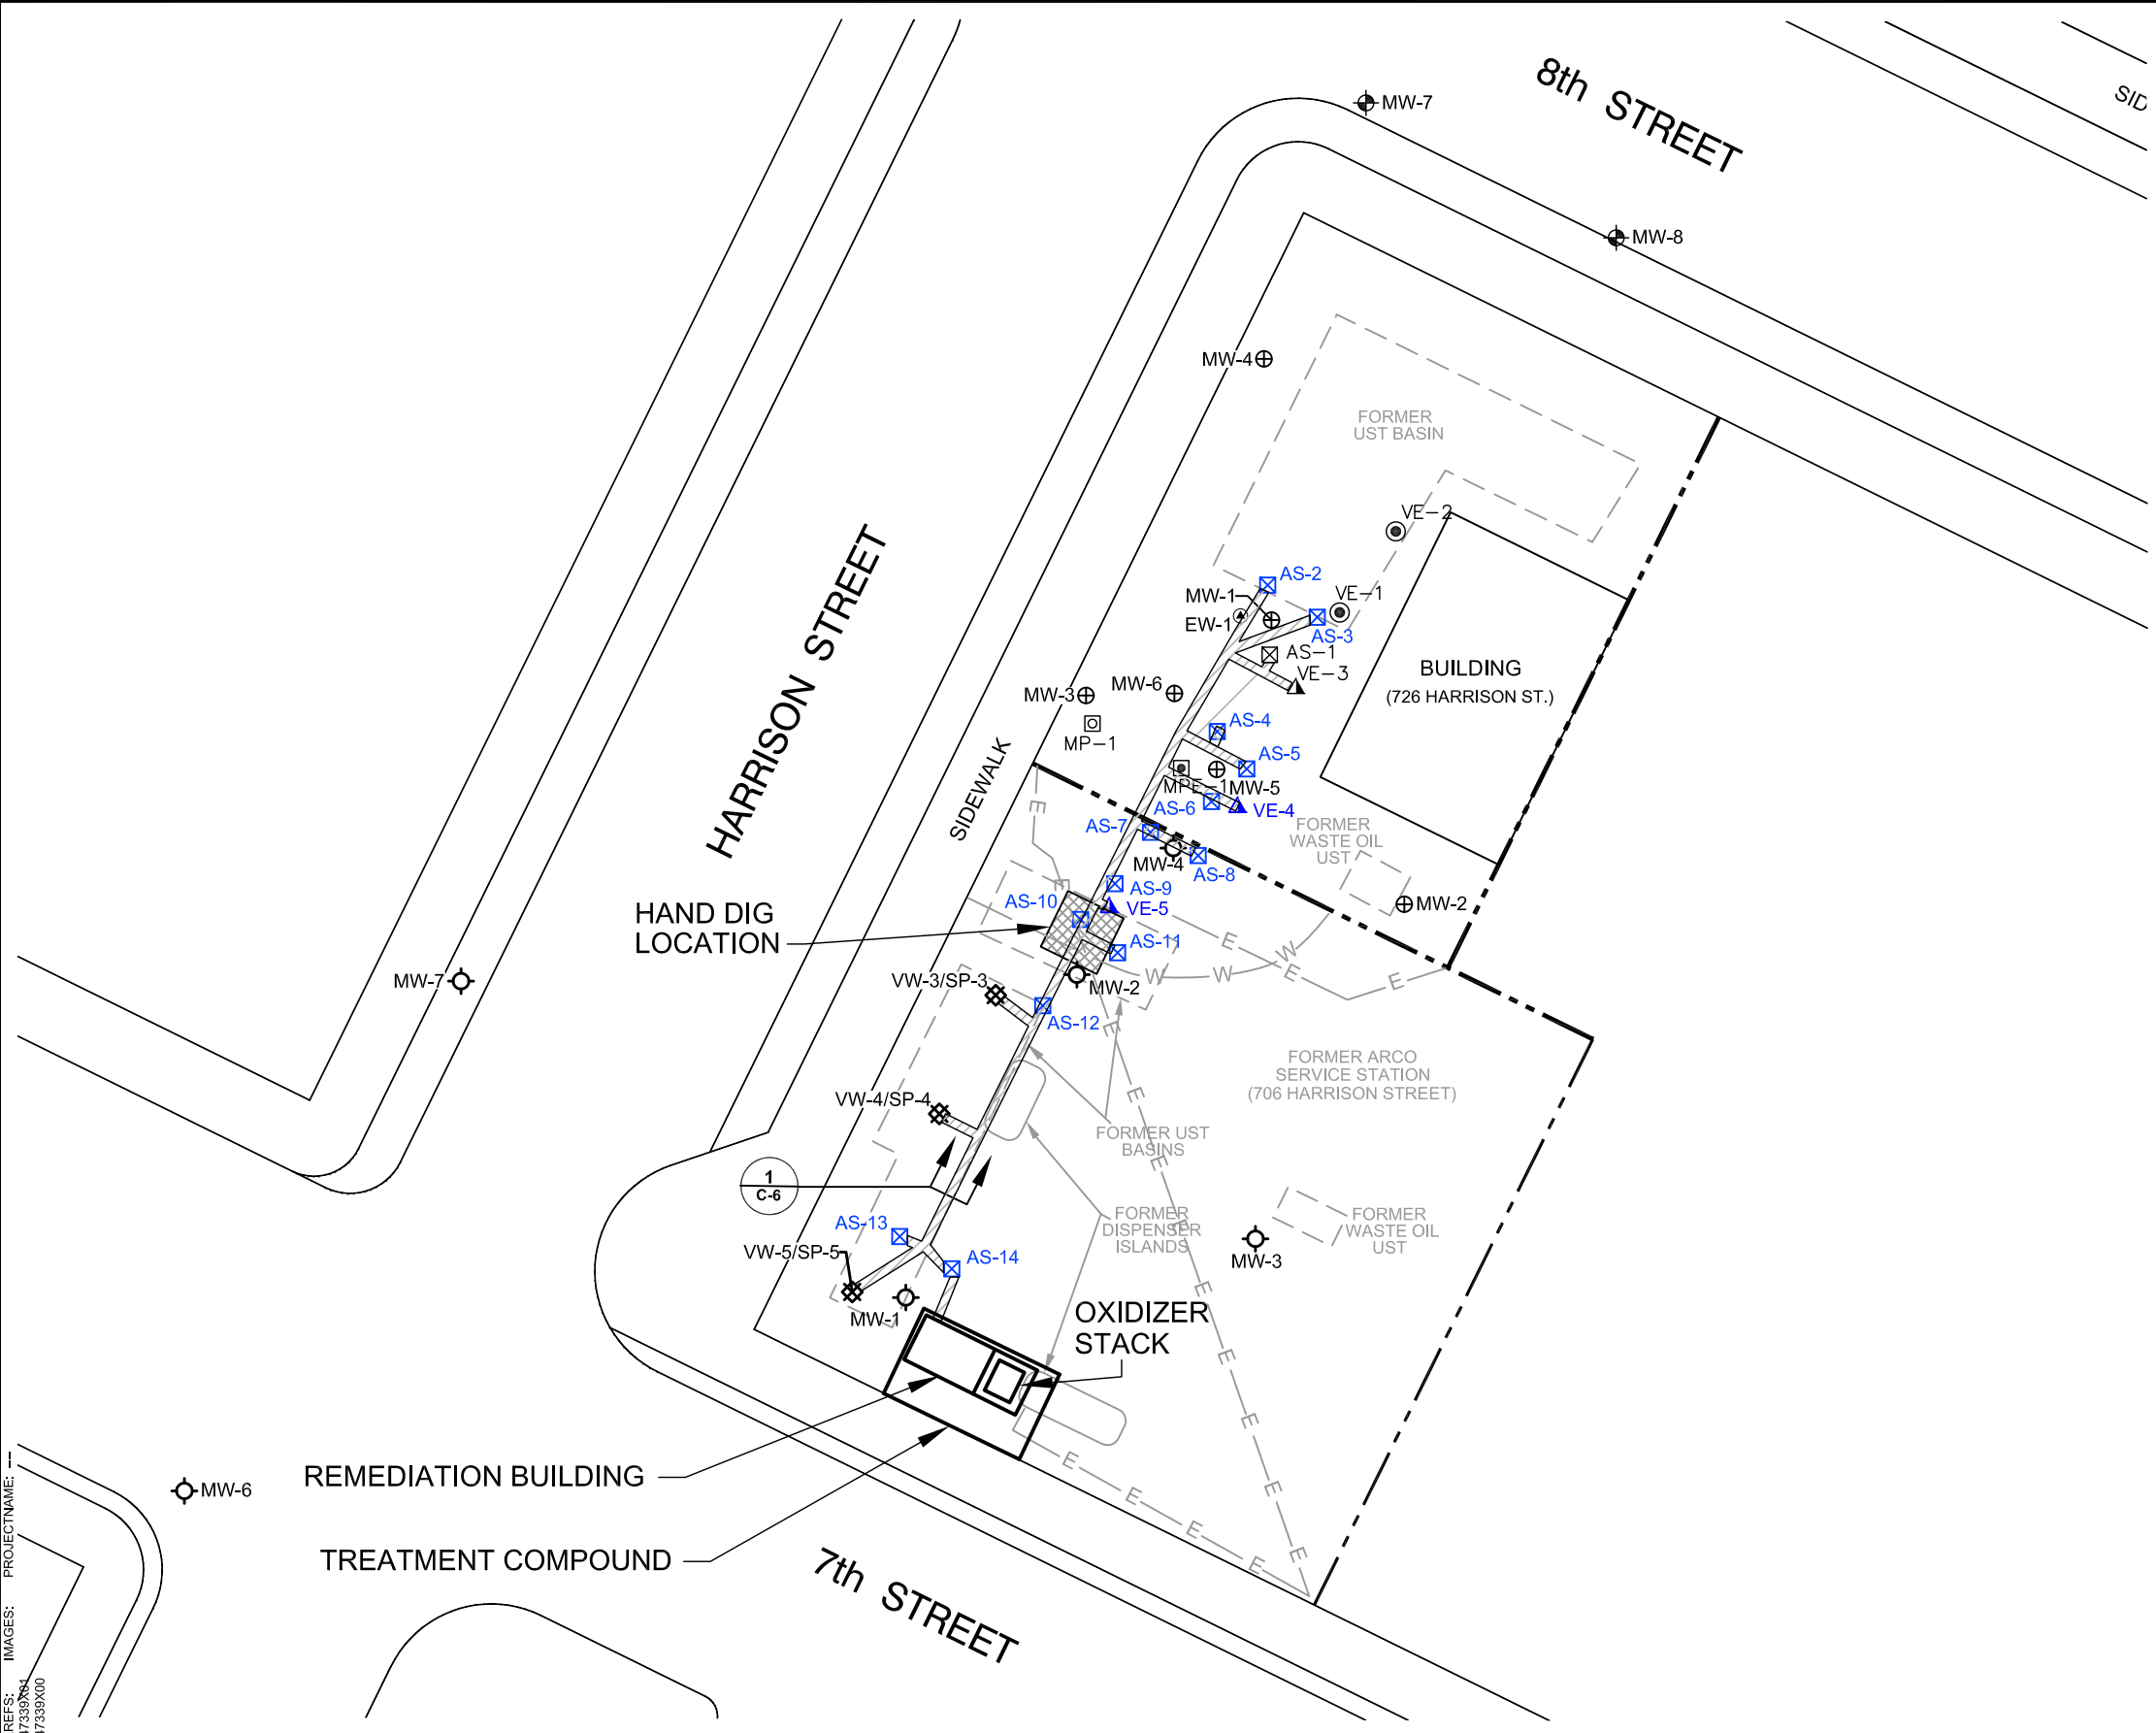 8th STREET
SID
MW-7
MW-8
MW-4
FORMER
UST BASIN
VE-2
AS-2
MW-1
VE-1
EW-1
AS-3
AS-1
VE-3
BUILDING
(726 HARRISON ST.)
HARRISON STREET
MW-6
MW-3
MP-1
AS-4
AS-5
SIDEWALK
MPE-1
MW-5
AS-6
VE-4
E
AS-7
FORMER
WASTE OIL
UST
MW-4
AS-8
E
AS-9
AS-10
VE-5
MW-2
HAND DIG
LOCATION
AS-11
E
W
W
W
E
E
MW-7
VW-3/SP-3
MW-2
AS-12
E
FORMER ARCO
SERVICE STATION
(706 HARRISON STREET)
VW-4/SP-4
E
FORMER UST
BASINS
E
1
C-6
AS-13
FORMER
DISPENSER
ISLANDS
E
FORMER
WASTE OIL
UST
VW-5/SP-5
AS-14
MW-3
E
MW-1
OXIDIZER
STACK
E
E
E
E
E
E
E
E
REMEDIATION BUILDING
MW-6
TREATMENT COMPOUND
7th STREET
PROJECTNAME: --
IMAGES:
REFS:
47339X01
47339X00